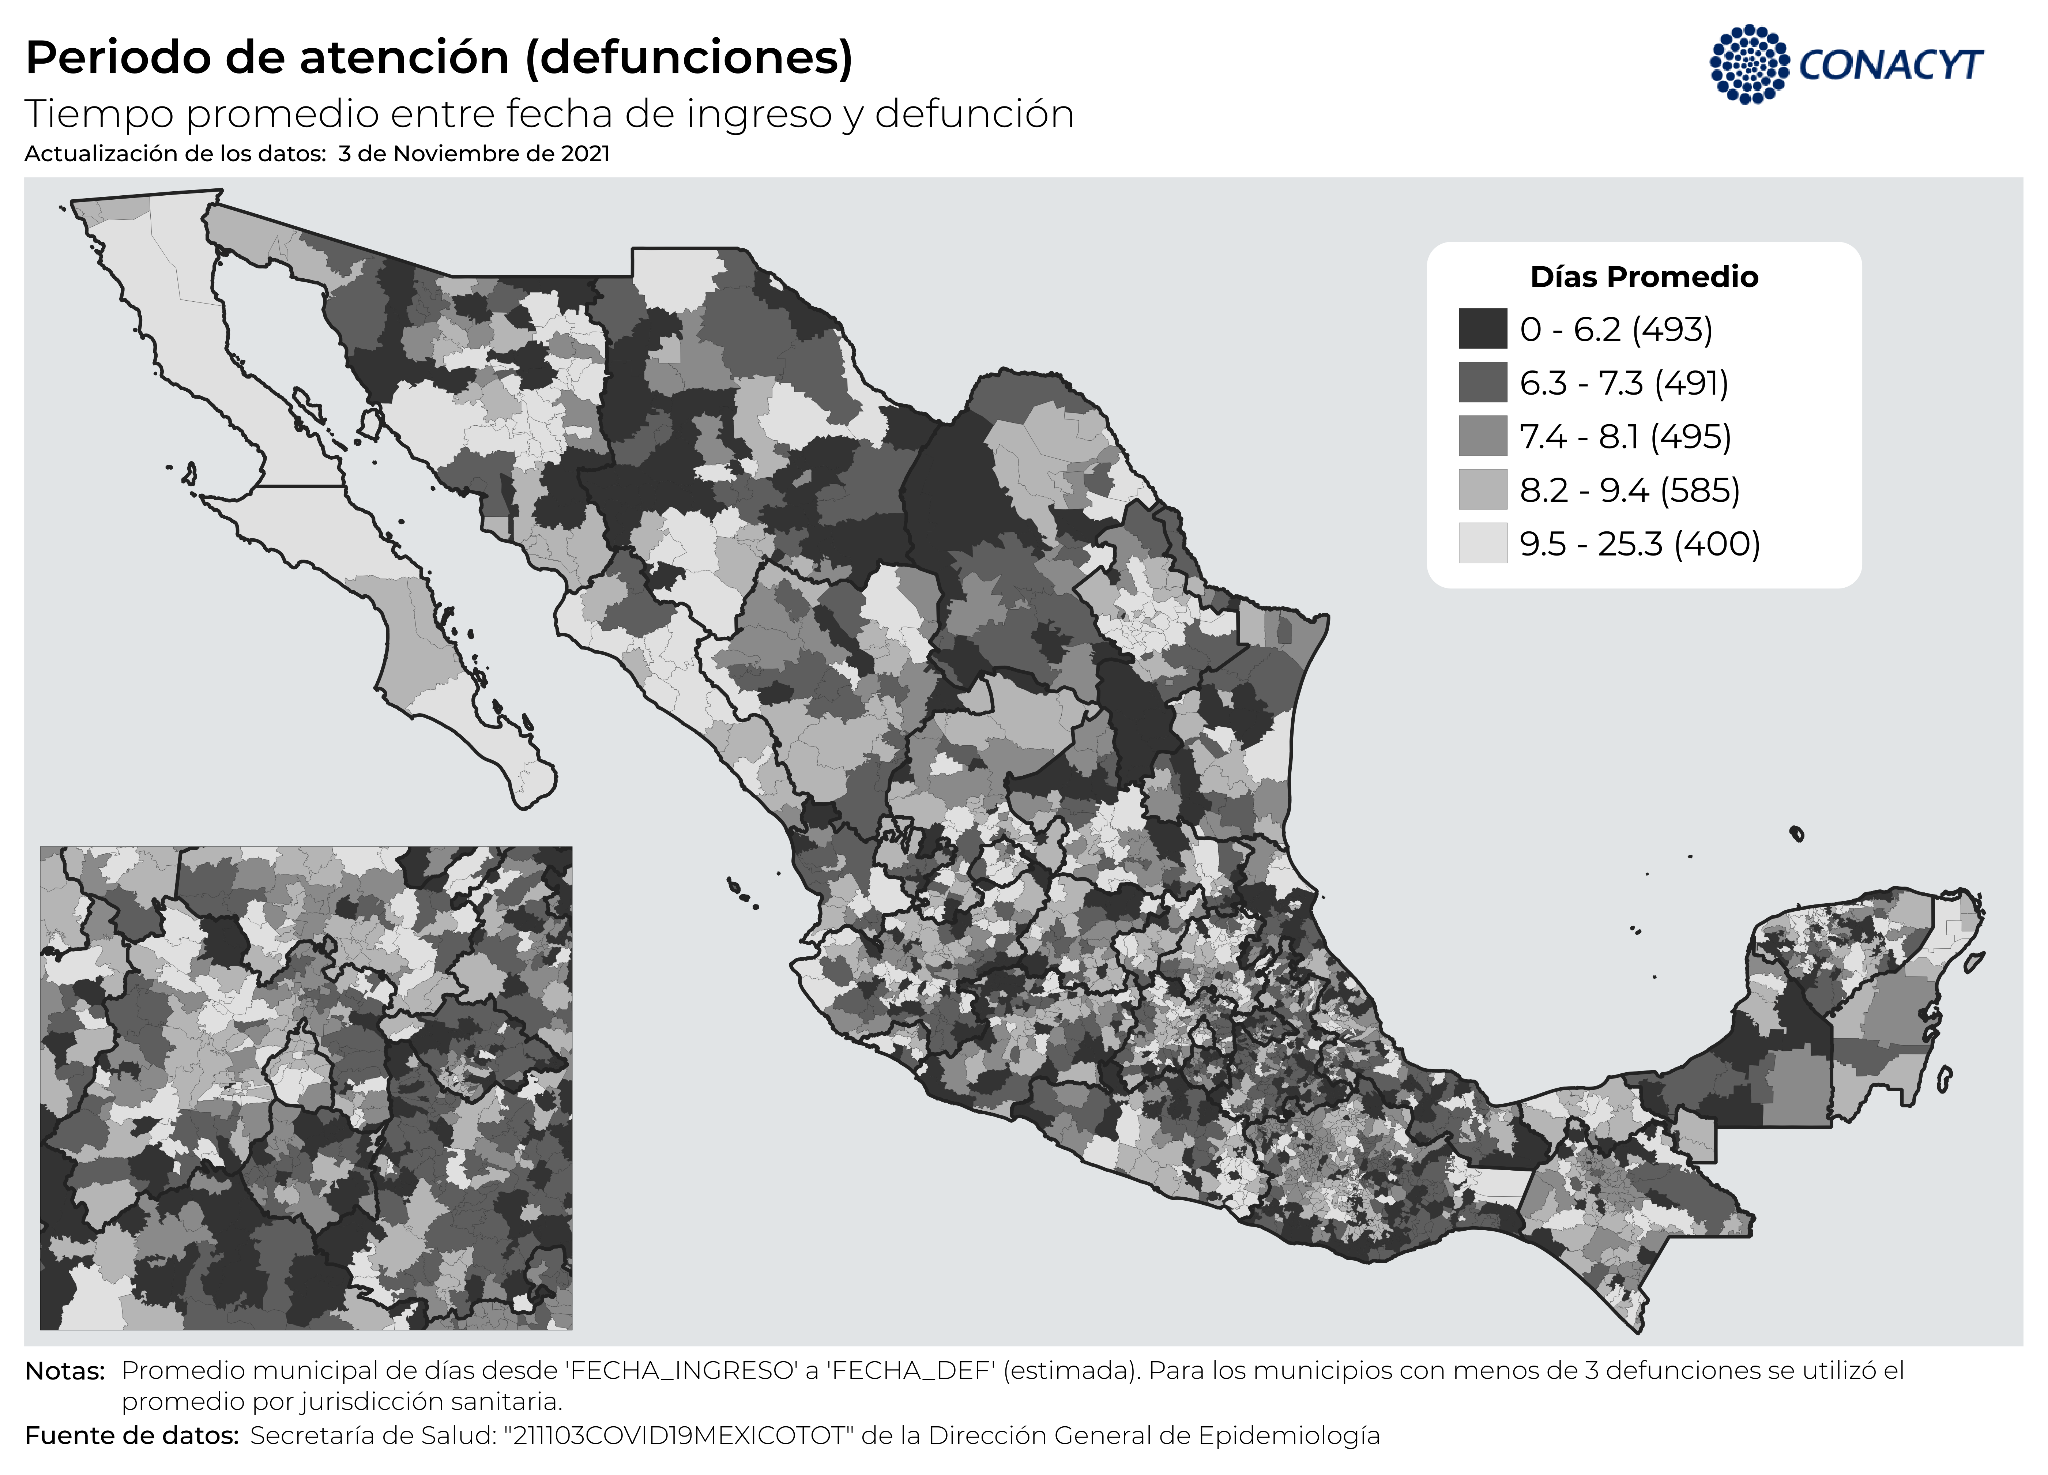 Periodo de atención (defunciones)
Tiempo promedio entre fecha de ingreso y defunción
Actualización de los datos: 3 de Noviembre de 2021
CONACYT
Días Promedio
0 - 6.2 (493)
6.3 - 7.3 (491)
7.4 - 8.1 (495)
8.2 - 9.4 (585)
9.5 - 25.3 (400)
Notas: Promedio municipal de días desde 'FECHA_INGRESO' a 'FECHA_DEF' (estimada). Para los municipios con menos de 3 defunciones se utilizó el
promedio por jurisdicción sanitaria.
Fuente de datos: Secretaría de Salud: "211103COVID19MEXICOTOT" de la Dirección General de Epidemiología